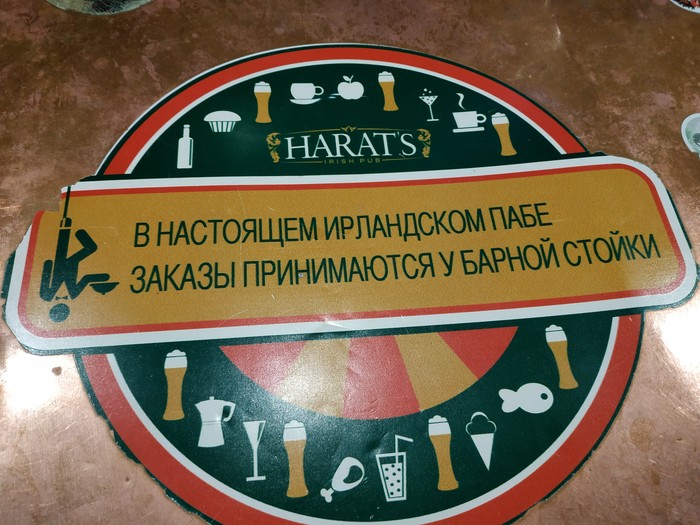 HARAT'S
IRISH PUB
В НАСТОЯЩЕМ ИРЛАНДСКОМ ПАБЕ
ЗАКАЗЫ ПРИНИМАЮТСЯ У БАРНОЙ СТОЙКИ